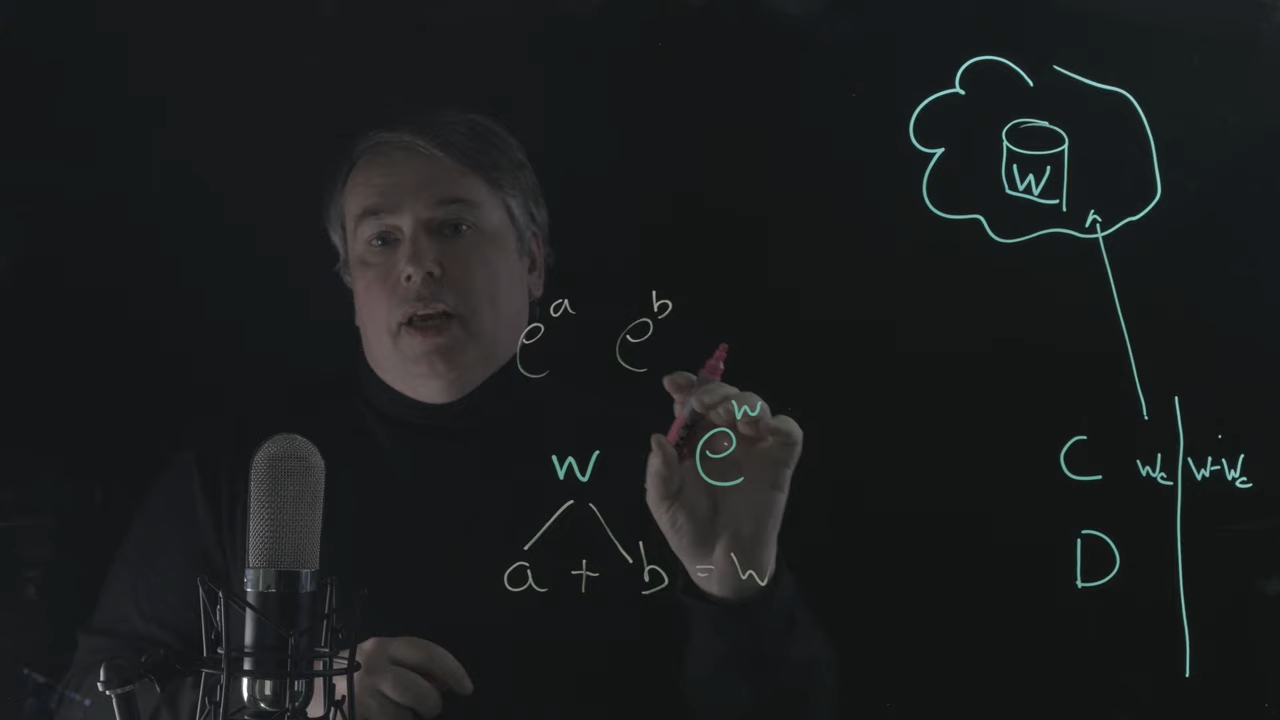 W
e^a e^b
w e^w
a + b = w
C w_c | w-w_c
D